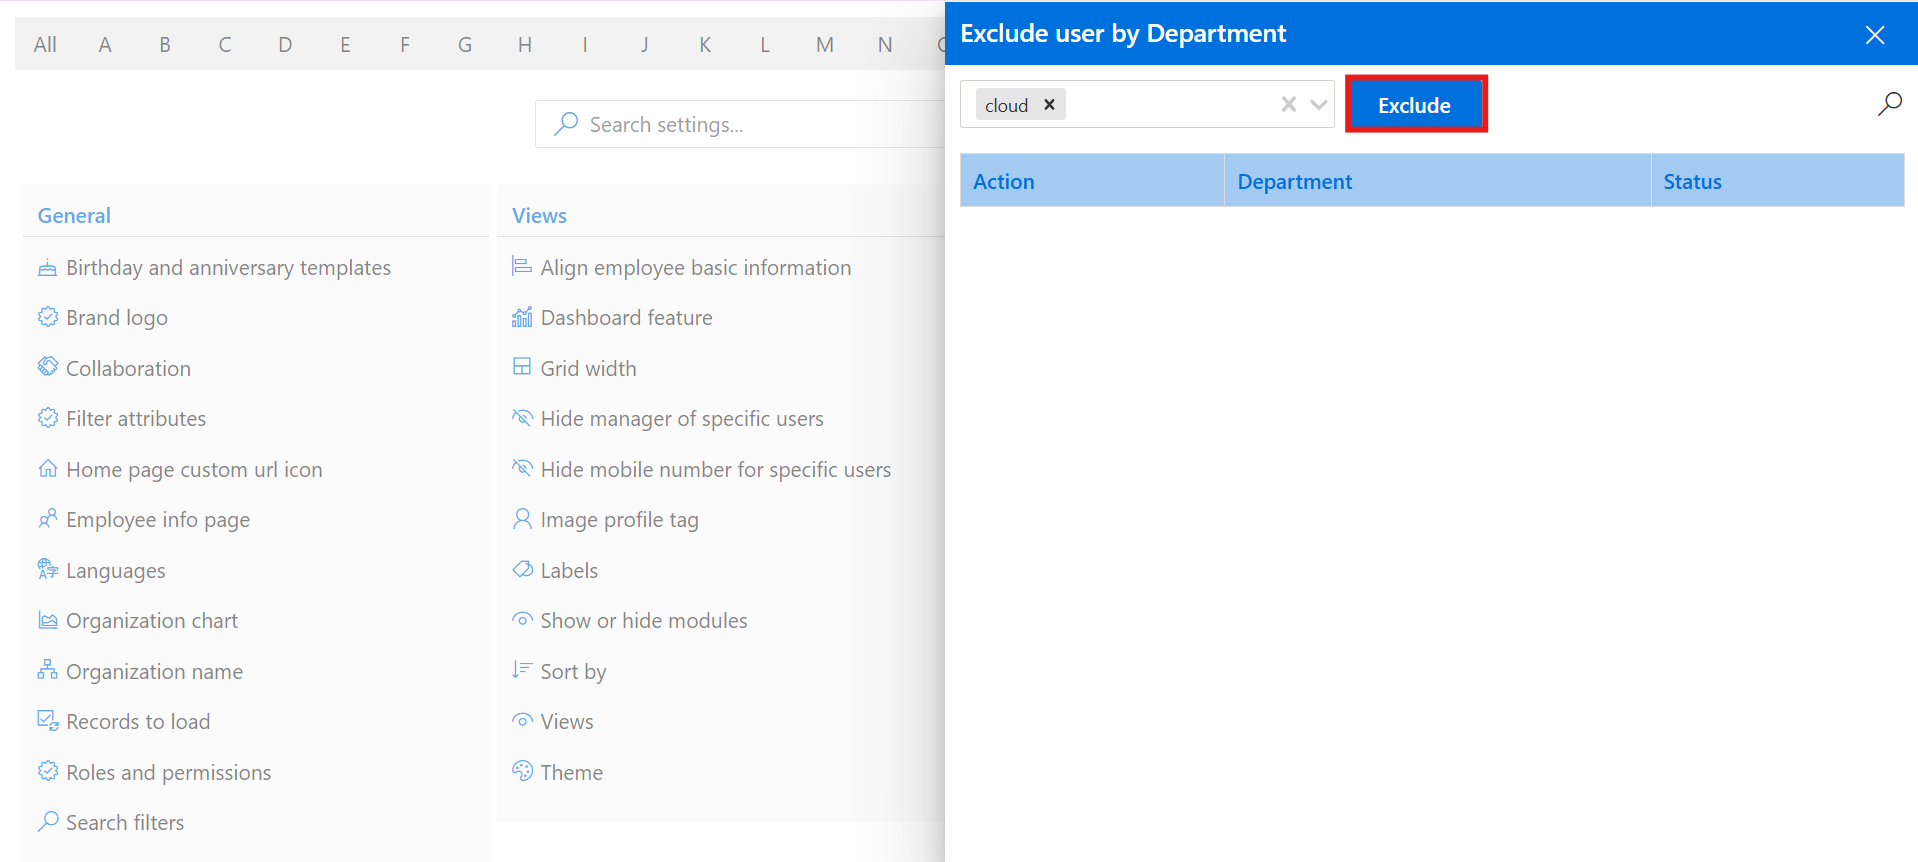 All A B C D E F G H I J K L M N
Search settings...
General
Birthday and anniversary templates
Brand logo
Collaboration
Filter attributes
Home page custom url icon
Employee info page
Languages
Organization chart
Organization name
Records to load
Roles and permissions
Search filters
Views
Align employee basic information
Dashboard feature
Grid width
Hide manager of specific users
Hide mobile number for specific users
Image profile tag
Labels
Show or hide modules
Sort by
Views
Theme
Exclude user by Department
cloud
Exclude
Action Department Status